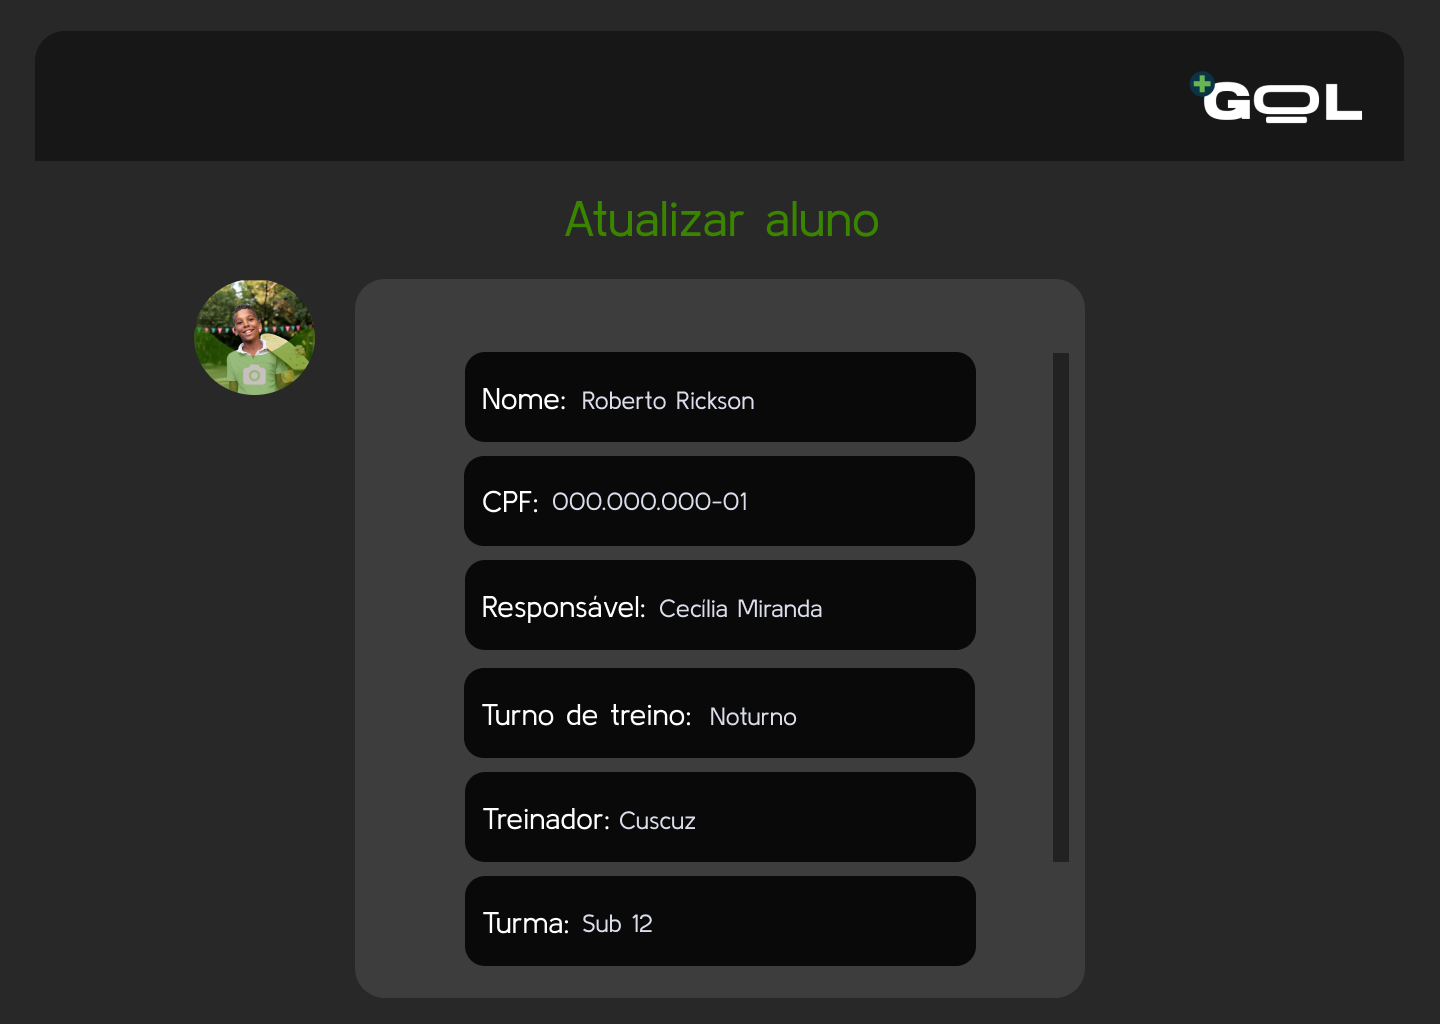 +GOL
Atualizar aluno
Nome: Roberto Rickson
CPF: 000.000.000-01
Responsável: Cecília Miranda
Turno de treino: Noturno
Treinador: Cuscuz
Turma: Sub 12